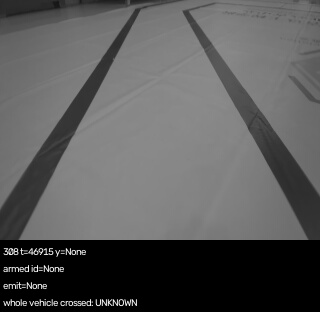 308 t=46915 y=None
armed id=None
emit=None
whole vehicle crossed: UNKNOWN